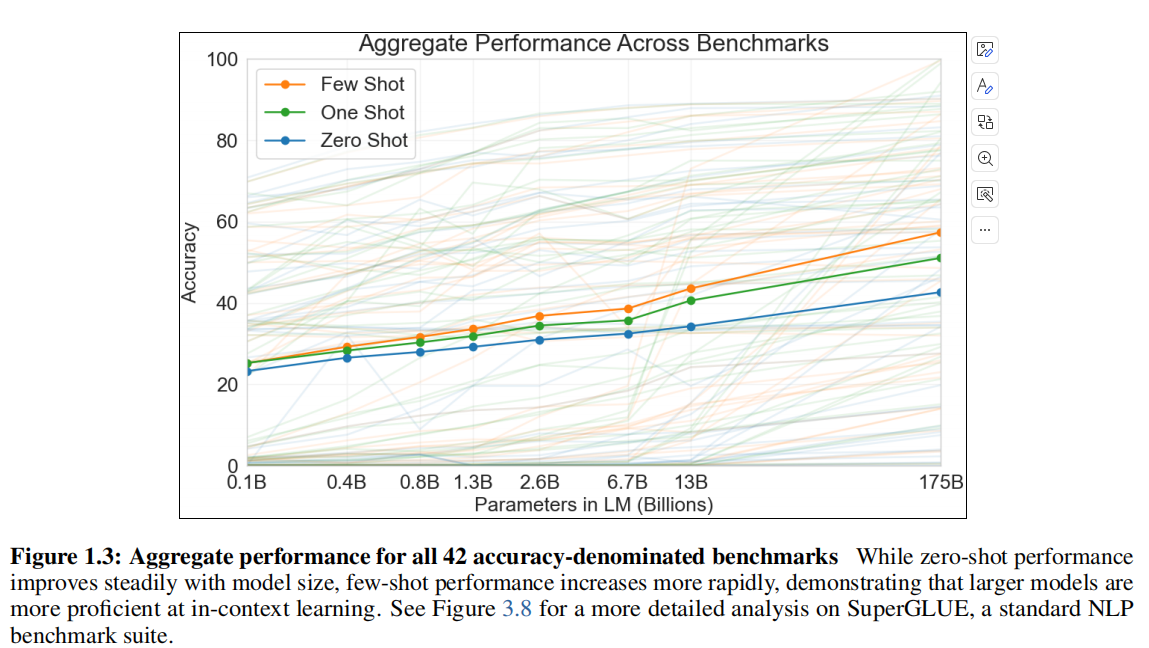 Aggregate Performance Across Benchmarks
100
80
60
40
20
0
Accuracy
Few Shot
One Shot
Zero Shot
0.1B 0.4B 0.8B 1.3B 2.6B 6.7B 13B 175B
Parameters in LM (Billions)
Figure 1.3: Aggregate performance for all 42 accuracy-denominated benchmarks While zero-shot performance
improves steadily with model size, few-shot performance increases more rapidly, demonstrating that larger models are
more proficient at in-context learning. See Figure 3.8 for a more detailed analysis on SuperGLUE, a standard NLP
benchmark suite.